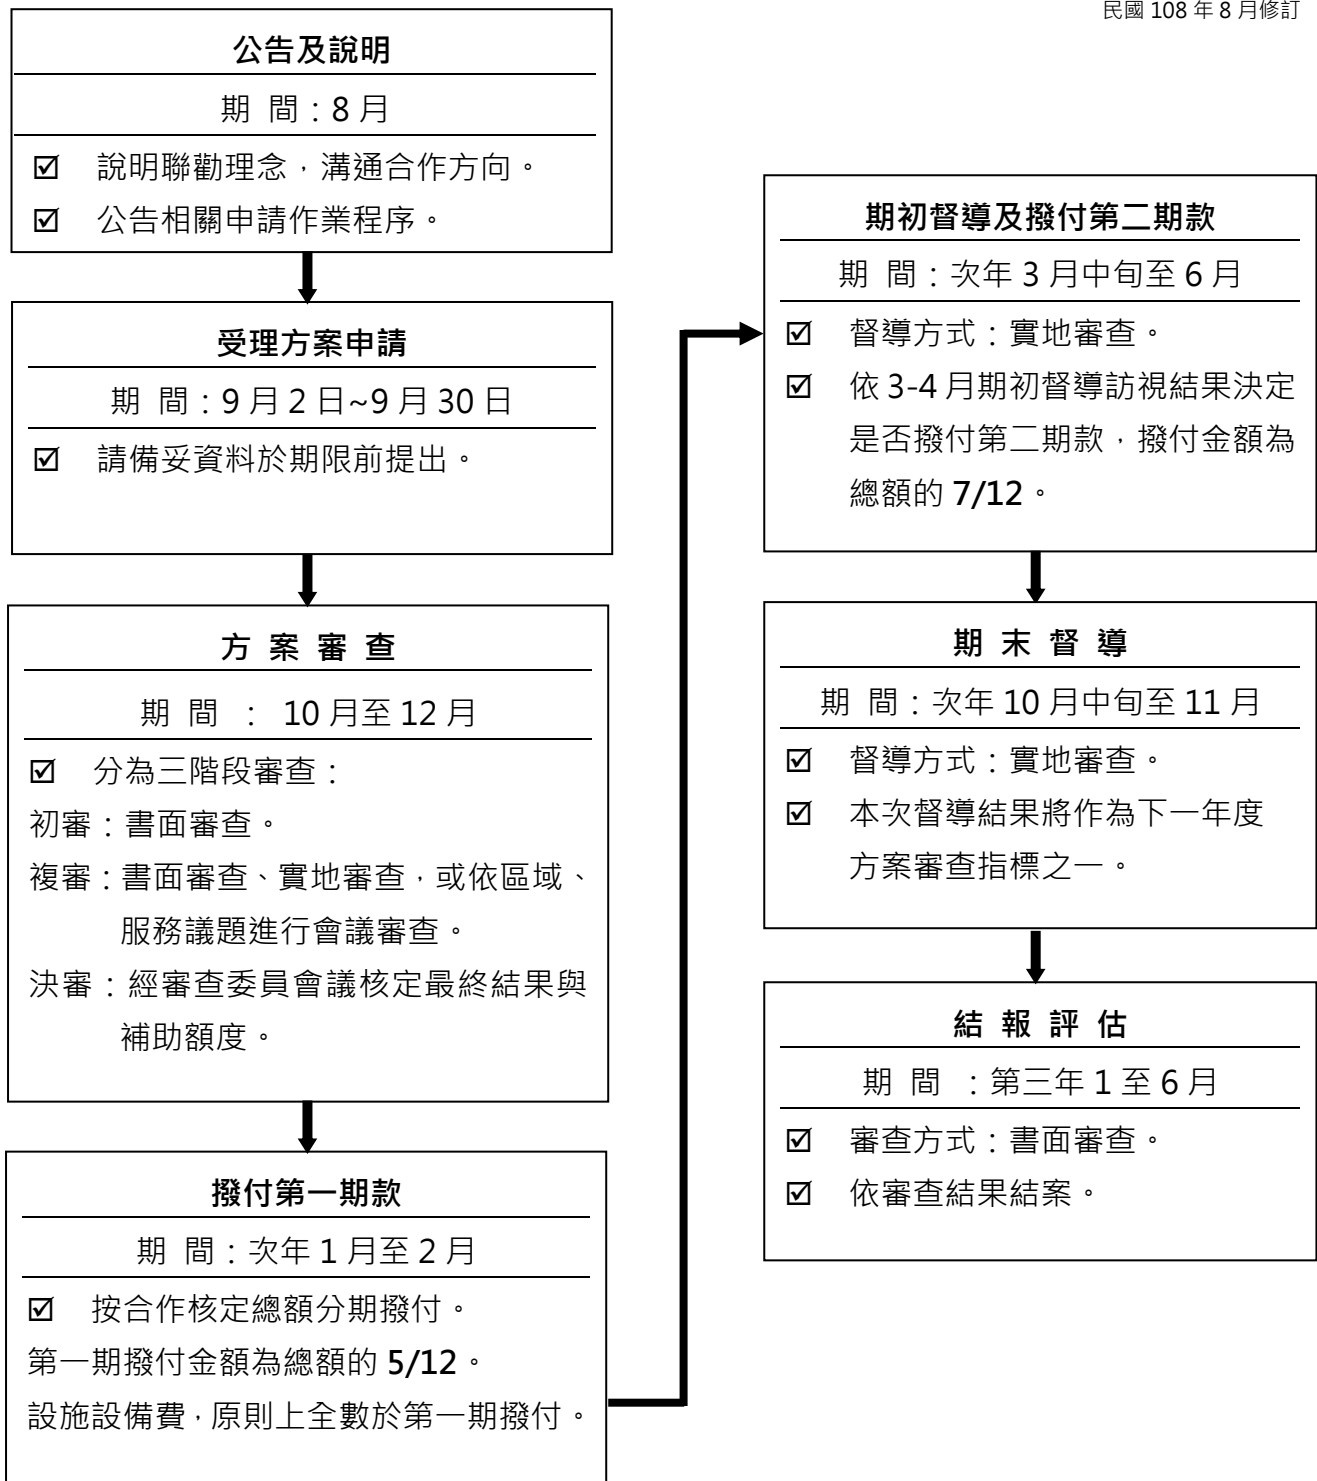 民國 108 年 8 月修訂
公告及說明
期 間：8 月
☑ 說明聯勸理念，溝通合作方向。
☑ 公告相關申請作業程序。
受理方案申請
期 間：9 月 2 日~9 月 30 日
☑ 請備妥資料於期限前提出。
方 案 審 查
期 間 ： 10 月至 12 月
☑ 分為三階段審查：
初審：書面審查。
複審：書面審查、實地審查，或依區域、
服務議題進行會議審查。
決審：經審查委員會議核定最終結果與
補助額度。
撥付第一期款
期 間：次年 1 月至 2 月
☑ 按合作核定總額分期撥付。
第一期撥付金額為總額的 5/12。
設施設備費，原則上全數於第一期撥付。
期初督導及撥付第二期款
期 間：次年 3 月中旬至 6 月
☑ 督導方式：實地審查。
☑ 依 3-4 月期初督導訪視結果決定
是否撥付第二期款，撥付金額為
總額的 7/12。
期 末 督 導
期 間：次年 10 月中旬至 11 月
☑ 督導方式：實地審查。
☑ 本次督導結果將作為下一年度
方案審查指標之一。
結 報 評 估
期 間 ：第三年 1 至 6 月
☑ 審查方式：書面審查。
☑ 依審查結果結案。